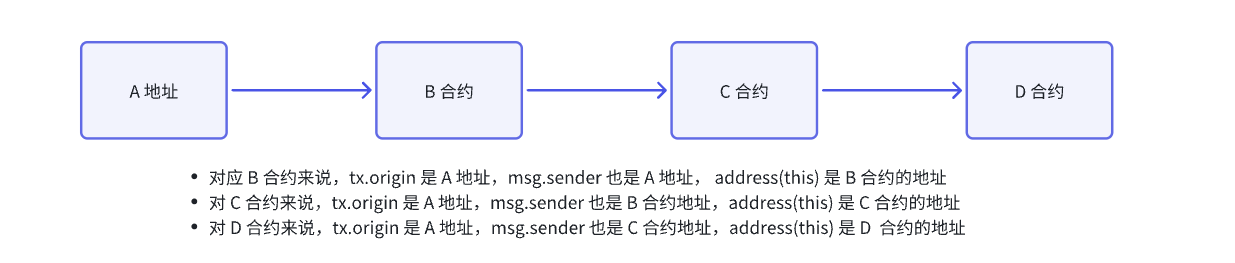 A 地址
B 合约
C 合约
D 合约
• 对应 B 合约来说，tx.origin 是 A 地址，msg.sender 也是 A 地址， address(this) 是 B 合约的地址
• 对 C 合约来说，tx.origin 是 A 地址，msg.sender 也是 B 合约地址，address(this) 是 C 合约的地址
• 对 D 合约来说，tx.origin 是 A 地址，msg.sender 也是 C 合约地址，address(this) 是 D 合约的地址